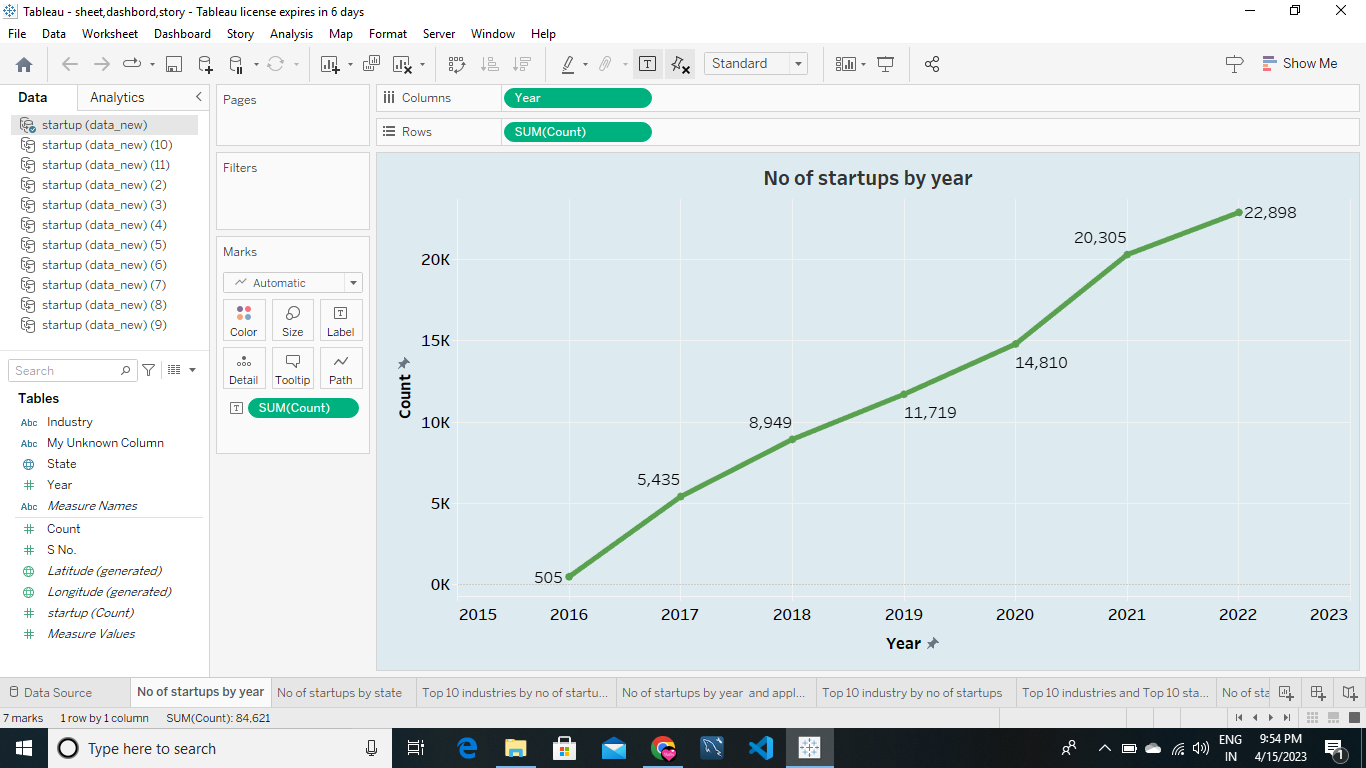 Tableau - sheet,dashbord,story - Tableau license expires in 6 days
File Data Worksheet Dashboard Story Analysis Map Format Server Window Help
Standard
Show Me
Data Analytics
startup (data_new)
startup (data_new) (10)
startup (data_new) (11)
startup (data_new) (2)
startup (data_new) (3)
startup (data_new) (4)
startup (data_new) (5)
startup (data_new) (6)
startup (data_new) (7)
startup (data_new) (8)
startup (data_new) (9)
Search
Tables
Abc Industry
Abc My Unknown Column
State
# Year
Abc Measure Names
# Count
# S No.
Latitude (generated)
Longitude (generated)
# startup (Count)
# Measure Values
Pages
Filters
Marks
Automatic
Color Size Label
Detail Tooltip Path
SUM(Count)
Columns Year
Rows SUM(Count)
No of startups by year
22,898
20,305
20K
15K
14,810
Count
10K
8,949
11,719
5,435
5K
505
0K
2015 2016 2017 2018 2019 2020 2021 2022 2023
Year
Data Source No of startups by year No of startups by state Top 10 industries by no of startu... No of startups by year and appl... Top 10 industry by no of startups Top 10 industries and Top 10 sta... No of sta
7 marks 1 row by 1 column SUM(Count): 84,621
Type here to search
ENG
IN
9:54 PM
4/15/2023
1